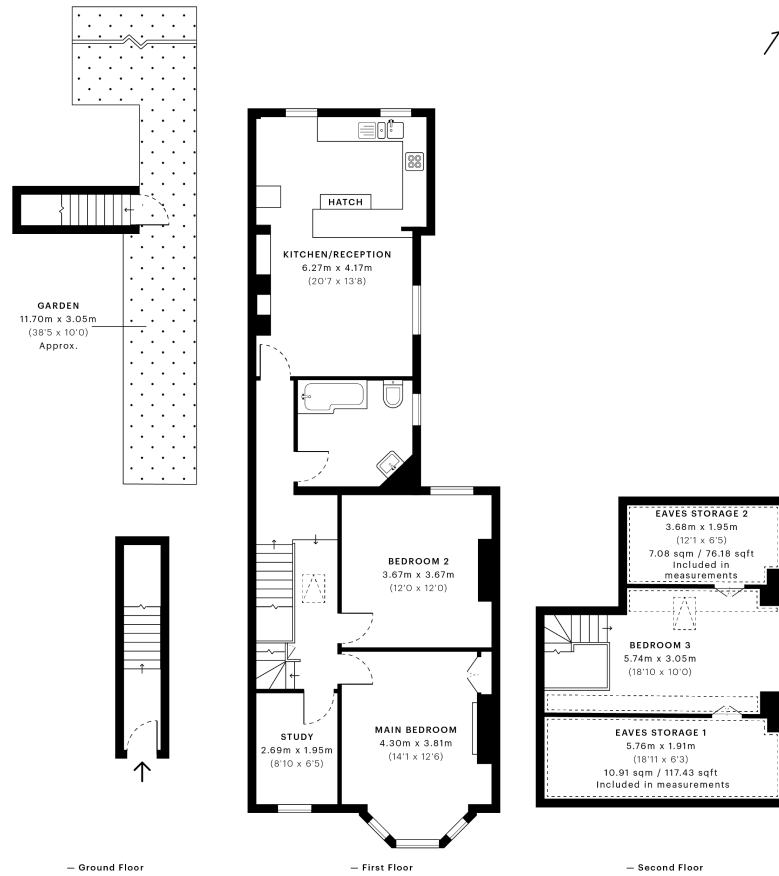 HATCH
KITCHEN/RECEPTION
6.27m x 4.17m
(20'7 x 13'8)
GARDEN
11.70m x 3.05m
(38'5 x 10'0)
Approx.
EAVES STORAGE 2
3.68m x 1.95m
(12'1 x 6'5)
7.08 sqm / 76.18 sqft
Included in
measurements
BEDROOM 2
3.67m x 3.67m
(12'0 x 12'0)
BEDROOM 3
5.74m x 3.05m
(18'10 x 10'0)
STUDY
2.69m x 1.95m
(8'10 x 6'5)
MAIN BEDROOM
4.30m x 3.81m
(14'1 x 12'6)
EAVES STORAGE 1
5.76m x 1.91m
(18'11 x 6'3)
10.91 sqm / 117.43 sqft
Included in measurements
— Ground Floor
— First Floor
— Second Floor